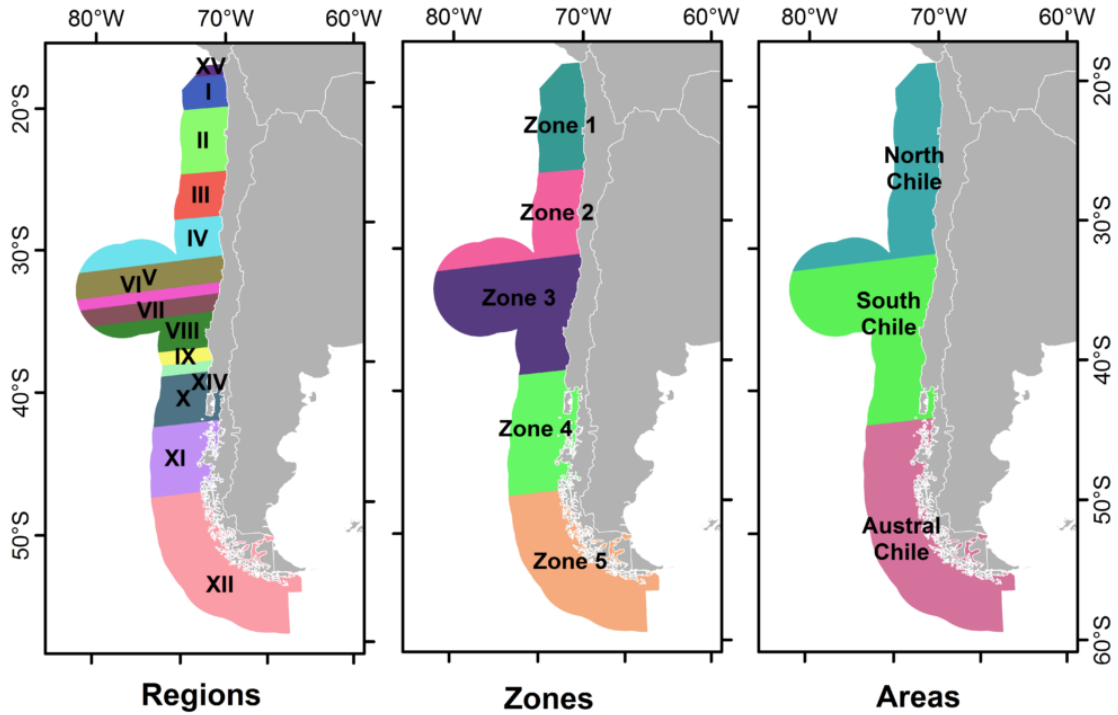 80°W 70°W 60°W 80°W 70°W 60°W 80°W 70°W 60°W
20°S
30°S
40°S
50°S
XV
I
II
III
IV
V
VI
VII
VIII
IX
XIV
X
XI
XII
Zone 1
Zone 2
Zone 3
Zone 4
Zone 5
North
Chile
South
Chile
Austral
Chile
20°S
30°S
40°S
50°S
60°S
Regions
Zones
Areas